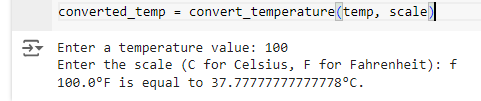 converted_temp = convert_temperature(temp, scale)
Enter a temperature value: 100
Enter the scale (C for Celsius, F for Fahrenheit): f
100.0°F is equal to 37.77777777777778°C.